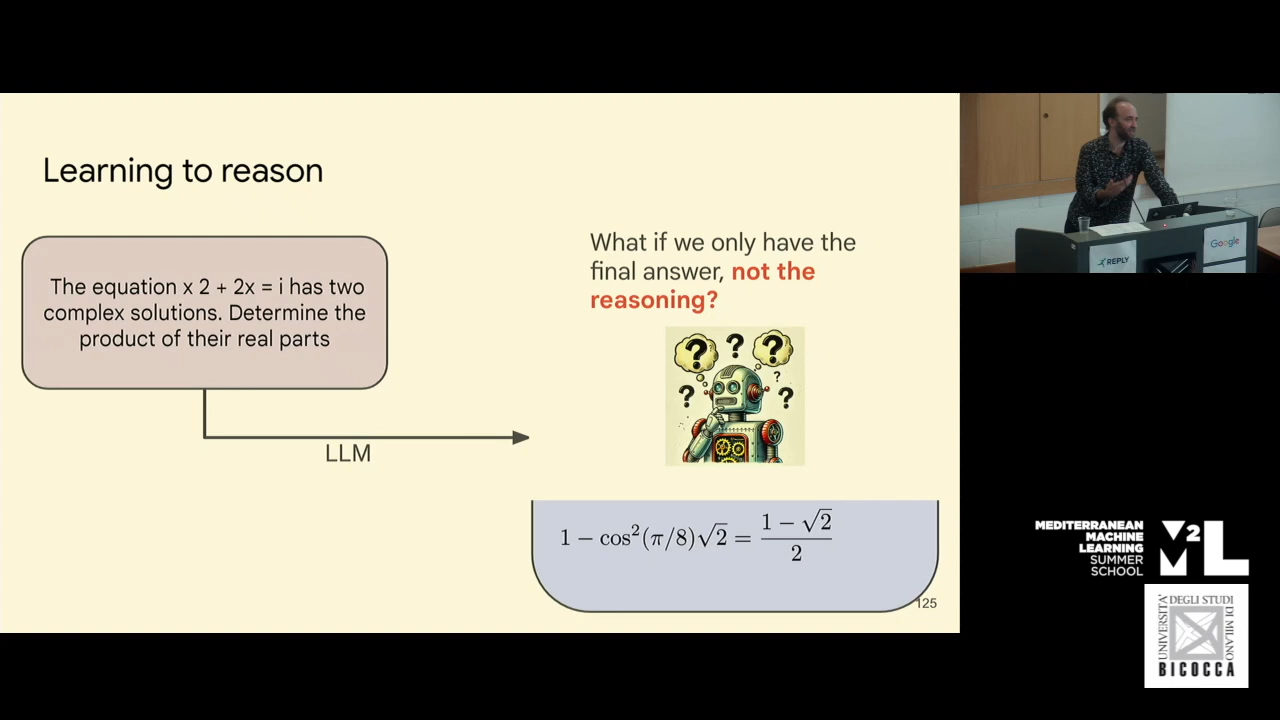 Learning to reason
The equation x 2 + 2x = i has two
complex solutions. Determine the
product of their real parts
LLM
What if we only have the
final answer, not the
reasoning?
? ? ?
? ? ?
1 − cos²(π/8)√2 = (1 − √2)/2
125
REPLY
Google
MEDITERRANEAN
MACHINE
LEARNING
SUMMER
SCHOOL
M²L
UNIVERSITÀ DEGLI STUDI DI MILANO
BICOCCA